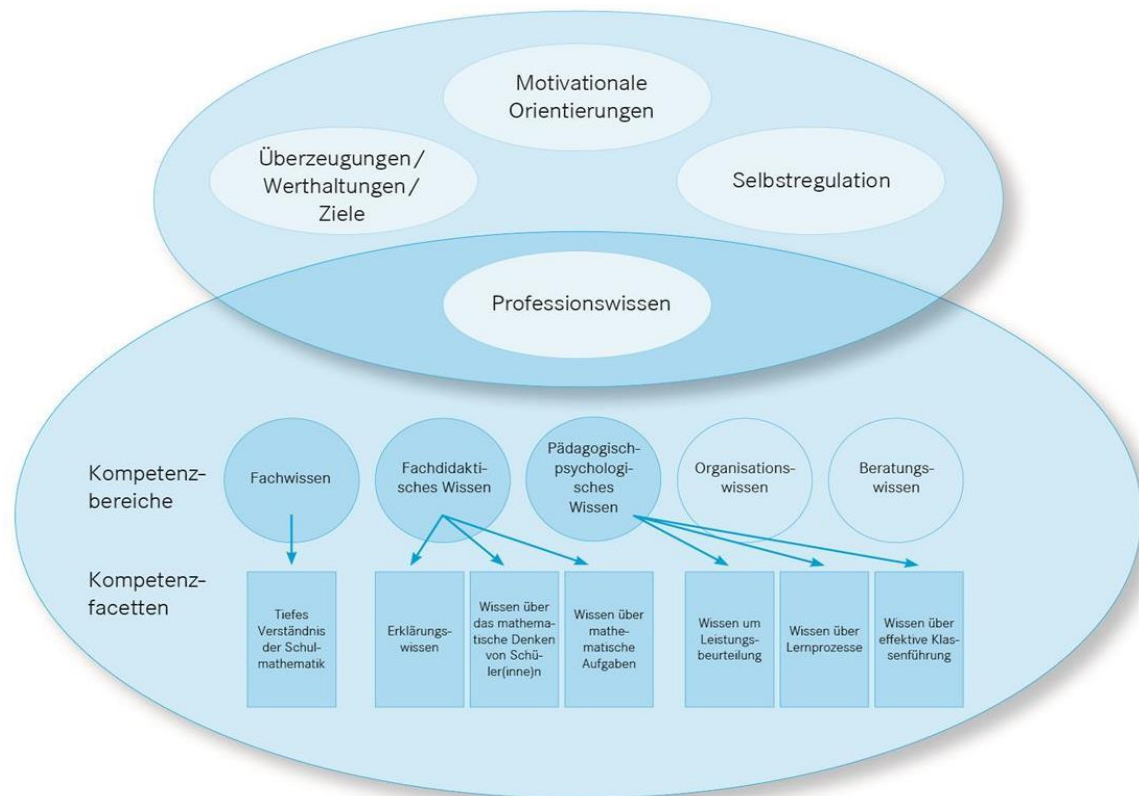 Motivationale
Orientierungen
Überzeugungen /
Werthaltungen /
Ziele
Selbstregulation
Professionswissen
Kompetenz-
bereiche
Fachwissen
Fachdidakti-
sches Wissen
Pädagogisch-
psychologi-
sches
Wissen
Organisations-
wissen
Beratungs-
wissen
Kompetenz-
facetten
Tiefes
Verständnis
der Schul-
mathematik
Erklärungs-
wissen
Wissen über
das mathema-
tische Denken
von Schü-
ler(inne)n
Wissen über
mathe-
matische
Aufgaben
Wissen um
Leistungs-
beurteilung
Wissen über
Lernprozesse
Wissen über
effektive Klas-
senführung